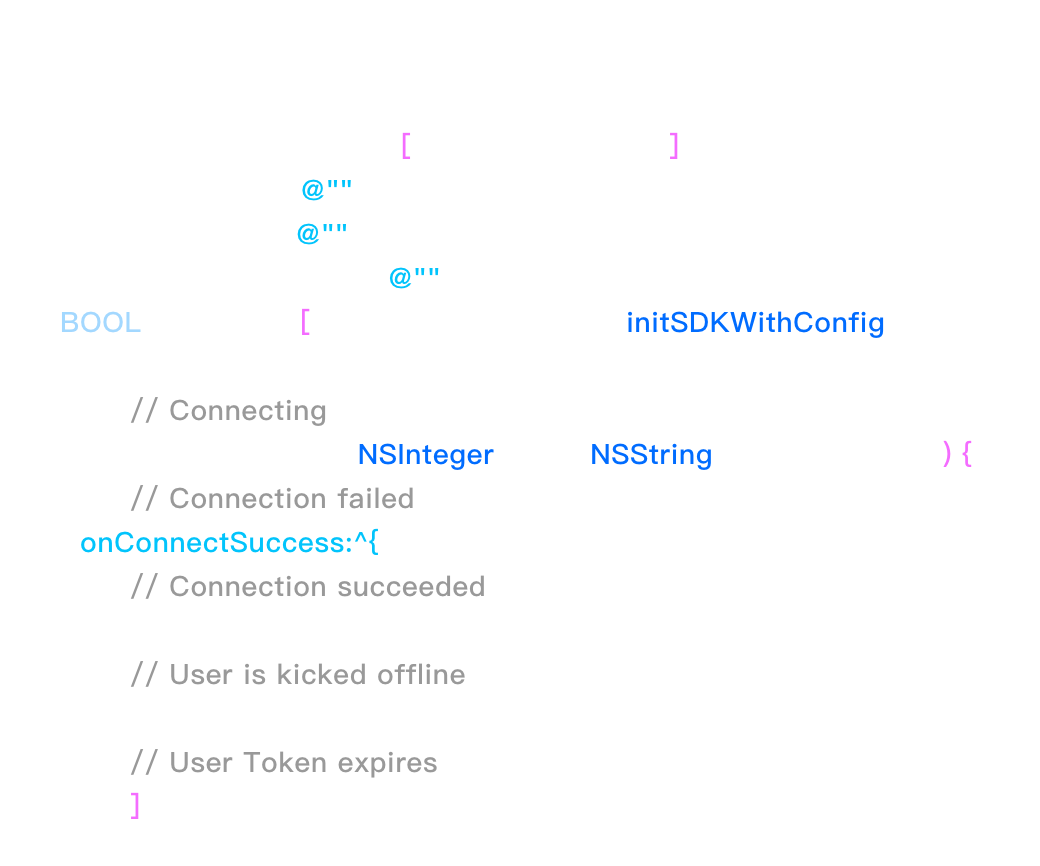 [ ]
@""
@""
@""
BOOL [ initSDKWithConfig
// Connecting
NSInteger NSString ) {
// Connection failed
onConnectSuccess:^{
// Connection succeeded
// User is kicked offline
// User Token expires
]